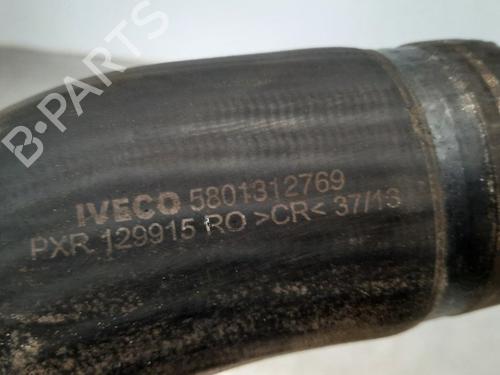 B-PARTS
IVECO 5801312769
PXR 129915 RO >CR< 37/13